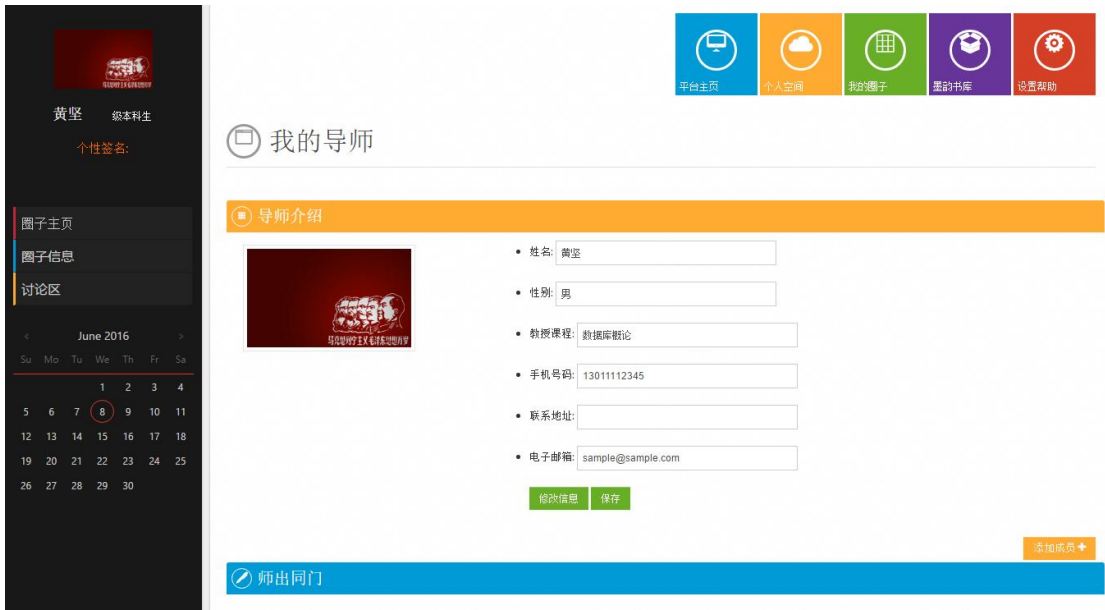 平台主页
个人空间
我的圈子
墨韵书库
设置帮助
黄坚 级本科生
个性签名:
圈子主页
圈子信息
讨论区
< June 2016 >
Su Mo Tu We Th Fr Sa
1 2 3 4
5 6 7 8 9 10 11
12 13 14 15 16 17 18
19 20 21 22 23 24 25
26 27 28 29 30
我的导师
导师介绍
姓名: 黄坚
性别: 男
教授课程: 数据库概论
手机号码: 13011112345
联系地址:
电子邮箱: sample@sample.com
修改信息 保存
添加成员
师出同门